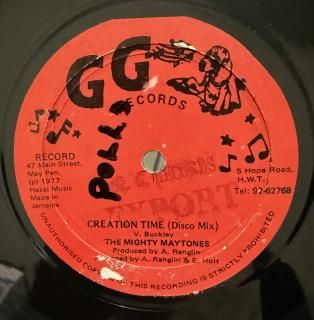 GG
RECORDS
POLLY
RECORD
47 Main Street,
May Pen,
(p) 1977
Hazel Music
Made in
Jamaica
5 Hope Road,
H.W.T.
Tel: 92-62768
G.G. RECORDS
EXPORT
CREATION TIME (Disco Mix)
V. Buckley
THE MIGHTY MAYTONES
Produced by A. Ranglin
by A. Ranglin & E. Holt
UNAUTHORISED COPYING OF THIS RECORDING IS STRICTLY PROHIBITED